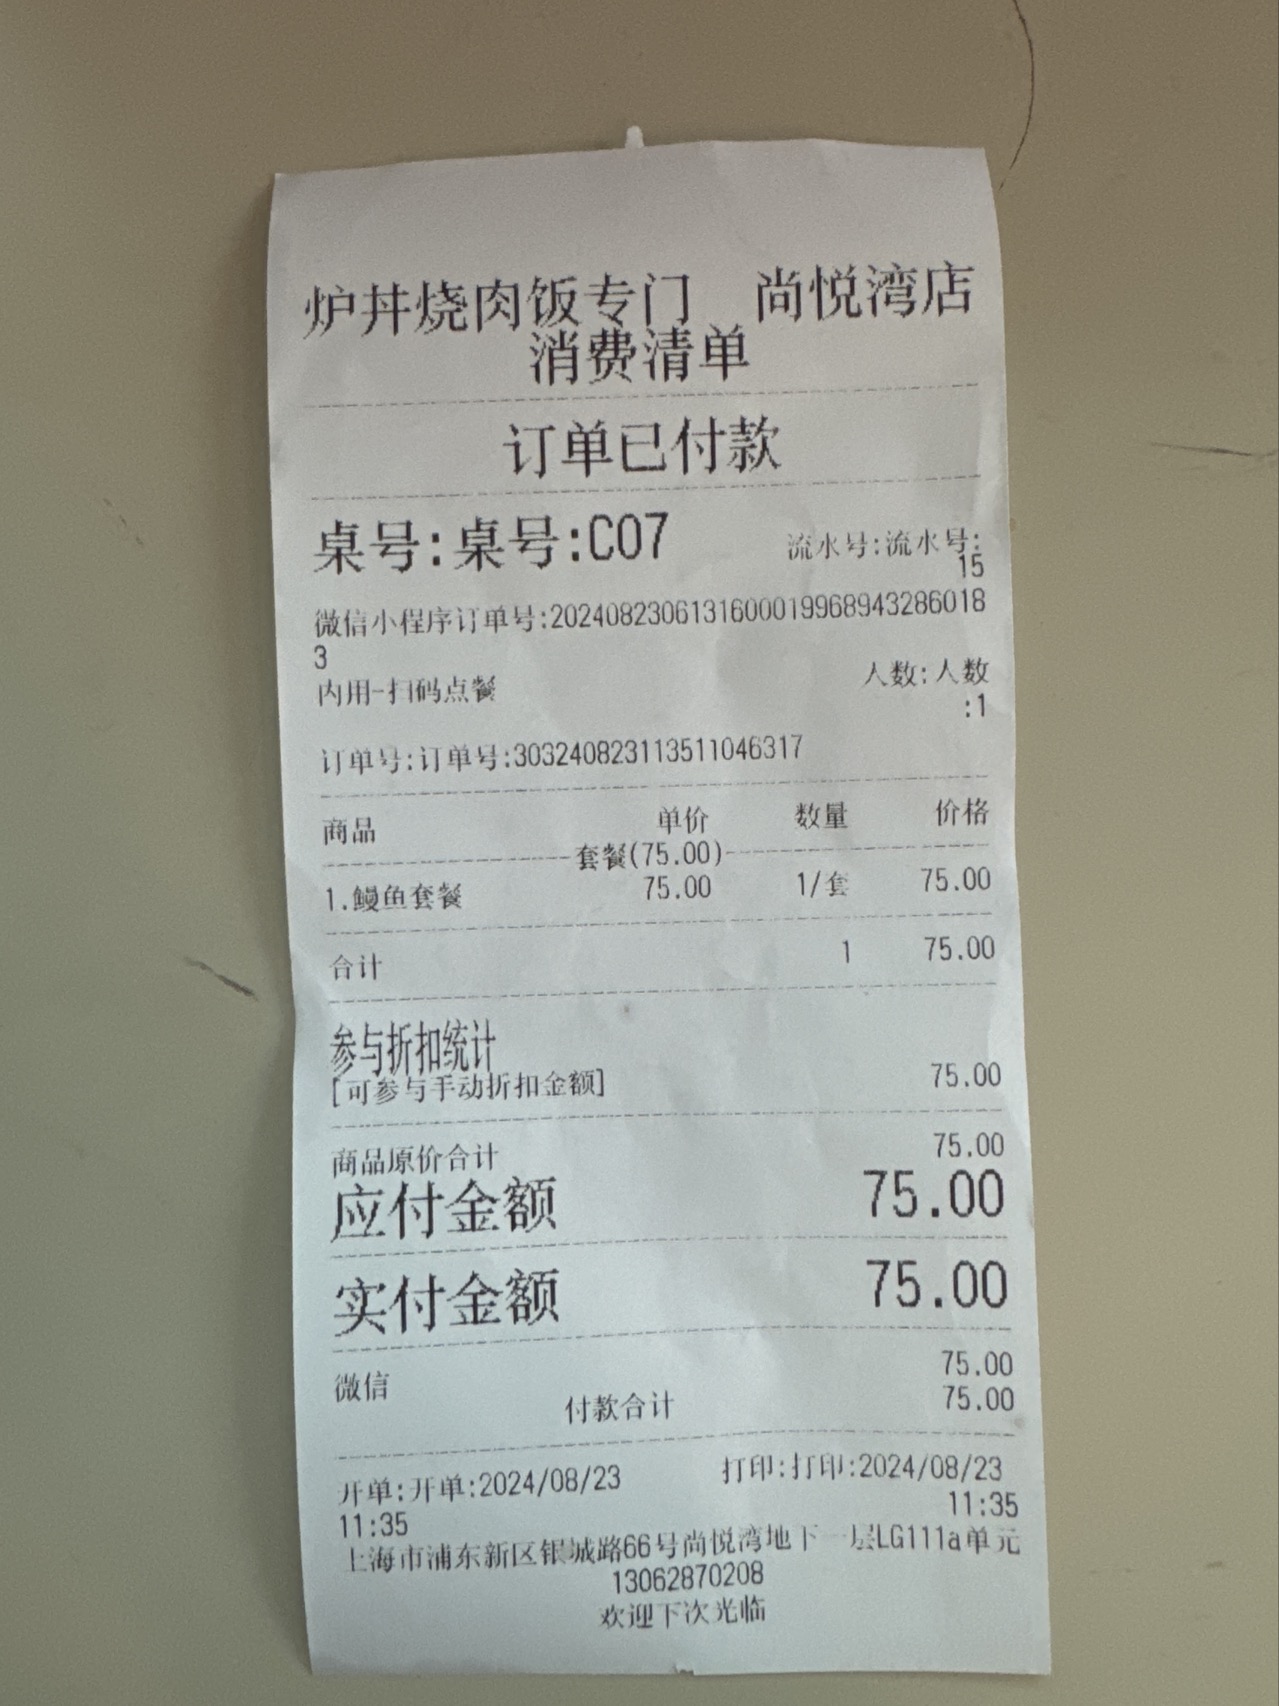 炉丼烧肉饭专门 尚悦湾店
消费清单
订单已付款
桌号:桌号:C07 流水号:流水号:
15
微信小程序订单号:202408230613160001996894328601​8
3
内用-扫码点餐 人数:人数
:1
订单号:订单号:303240823113511046317
商品 单价 数量 价格
套餐(75.00)
1.鳗鱼套餐 75.00 1/套 75.00
合计 1 75.00
参与折扣统计
[可参与手动折扣金额] 75.00
商品原价合计 75.00
应付金额 75.00
实付金额 75.00
微信 75.00
付款合计 75.00
开单:开单:2024/08/23 打印:打印:2024/08/23
11:35 11:35
上海市浦东新区银城路66号尚悦湾地下一层LG111a单元
13062870208
欢迎下次光临